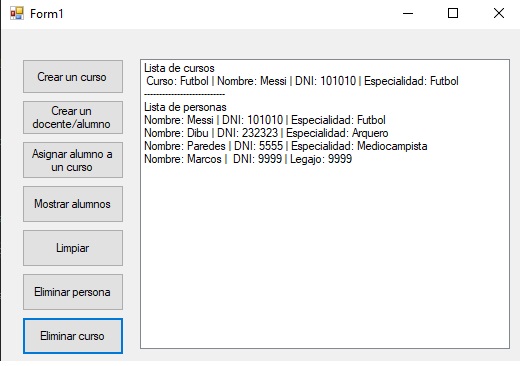 Form1
Crear un curso
Crear un
docente/alumno
Asignar alumno a
un curso
Mostrar alumnos
Limpiar
Eliminar persona
Eliminar curso
Lista de cursos
Curso: Futbol | Nombre: Messi | DNI: 101010 | Especialidad: Futbol
---------------------------
Lista de personas
Nombre: Messi | DNI: 101010 | Especialidad: Futbol
Nombre: Dibu | DNI: 232323 | Especialidad: Arquero
Nombre: Paredes | DNI: 5555 | Especialidad: Mediocampista
Nombre: Marcos |  DNI: 9999 | Legajo: 9999